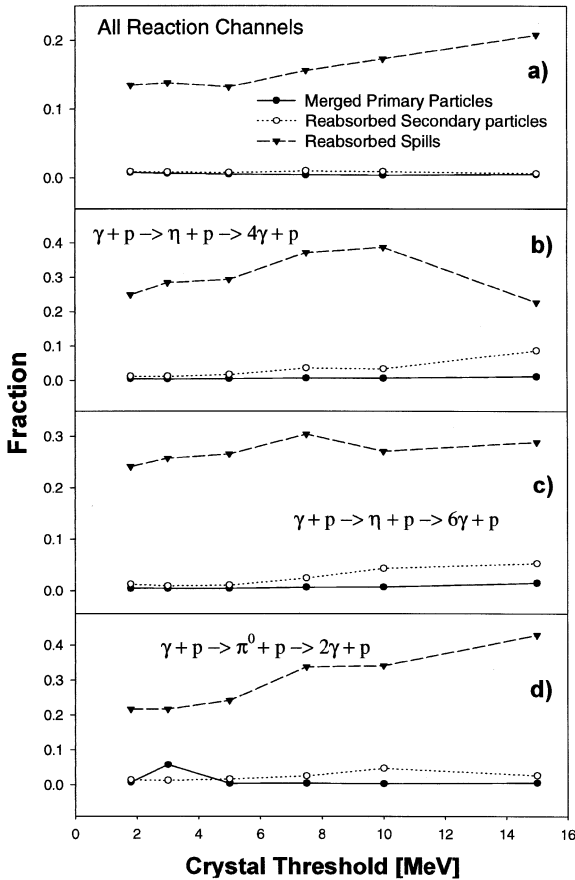 All Reaction Channels
a)
Merged Primary Particles
Reabsorbed Secondary particles
Reabsorbed Spills
0.2
0.1
0.0
γ + p -> η + p -> 4γ + p
b)
0.4
0.3
0.2
0.1
0.0
Fraction
c)
γ + p -> η + p -> 6γ + p
0.3
0.2
0.1
0.0
γ + p -> π⁰ + p -> 2γ + p
d)
0.4
0.3
0.2
0.1
0.0
0 2 4 6 8 10 12 14 16
Crystal Threshold [MeV]